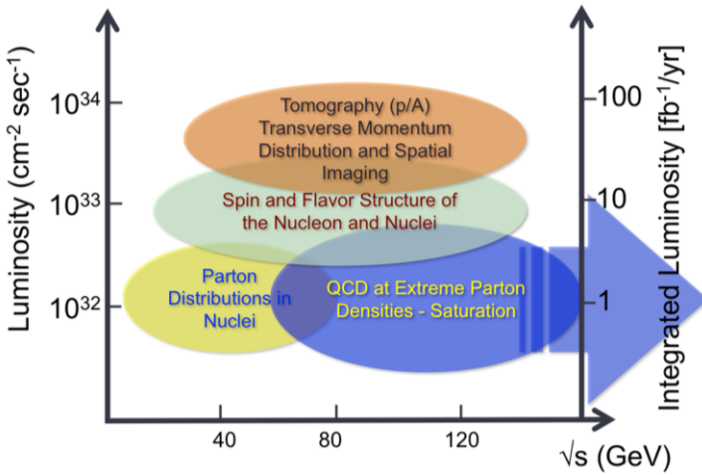 Luminosity (cm⁻² sec⁻¹)
10³⁴
10³³
10³²
Tomography (p/A)
Transverse Momentum
Distribution and Spatial
Imaging
Spin and Flavor Structure of
the Nucleon and Nuclei
Parton
Distributions in
Nuclei
QCD at Extreme Parton
Densities - Saturation
100
10
1
Integrated Luminosity [fb⁻¹/yr]
40
80
120
√s (GeV)